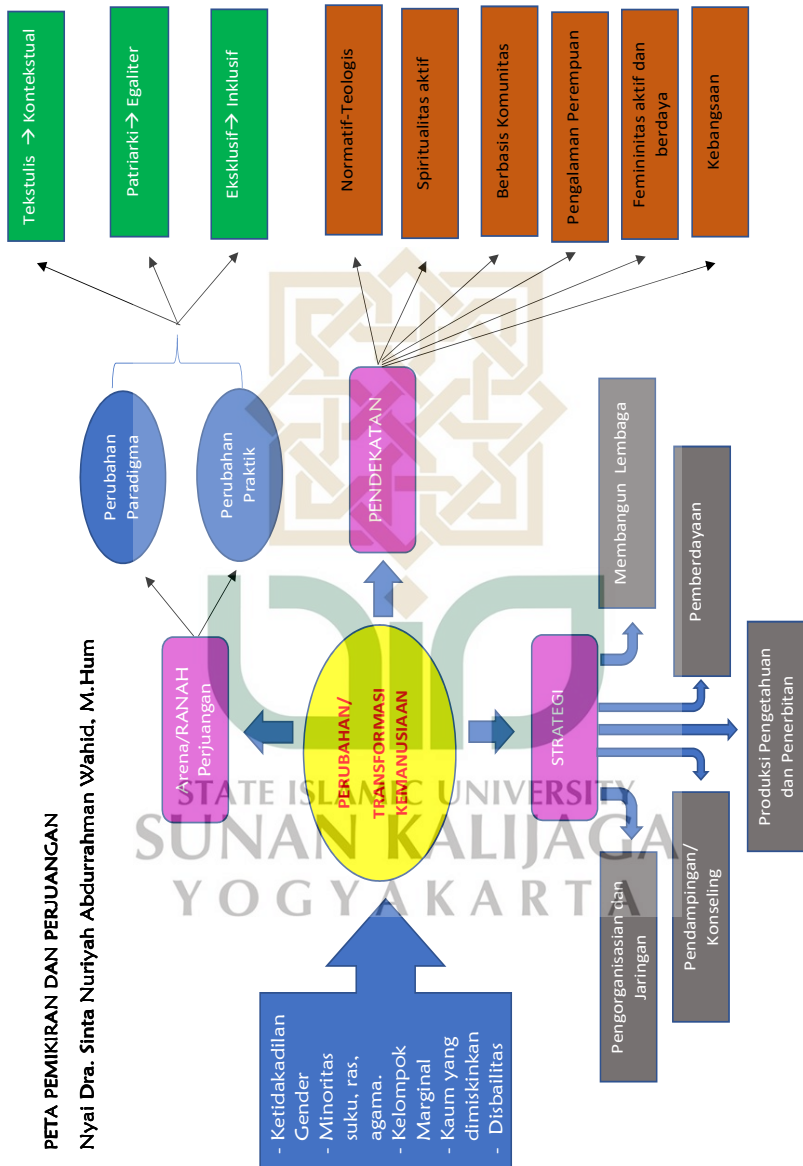 PETA PEMIKIRAN DAN PERJUANGAN
Nyai Dra. Sinta Nuriyah Abdurrahman Wahid, M.Hum
- Ketidakadilan
Gender
- Minoritas
suku, ras,
agama.
- Kelompok
Marginal
- Kaum yang
dimiskinkan
- Disbailitas
PERUBAHAN/
TRANSFORMASI
KEMANUSIAAN
Arena/RANAH
Perjuangan
Perubahan
Paradigma
Perubahan
Praktik
Tekstulis → Kontekstual
Patriarki→ Egaliter
Eksklusif→ Inklusif
PENDEKATAN
Normatif-Teologis
Spiritualitas aktif
Berbasis Komunitas
Pengalaman Perempuan
Femininitas aktif dan
berdaya
Kebangsaan
STRATEGI
Pengorganisasian dan
Jaringan
Pendampingan/
Konseling
Produksi Pengetahuan
dan Penerbitan
Pemberdayaan
Membangun Lembaga
STATE ISLAMIC UNIVERSITY
SUNAN KALIJAGA
YOGYAKARTA